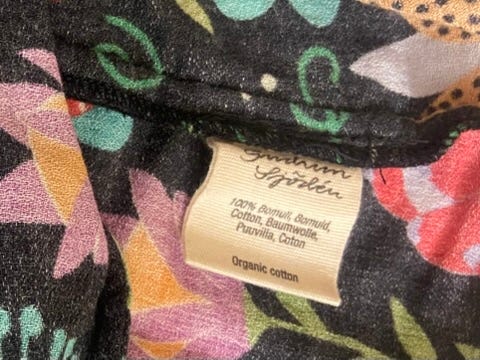 Gudrun
Sjödén
100% Bomull, Bomuld,
Cotton, Baumwolle,
Puuvilla, Coton
Organic cotton